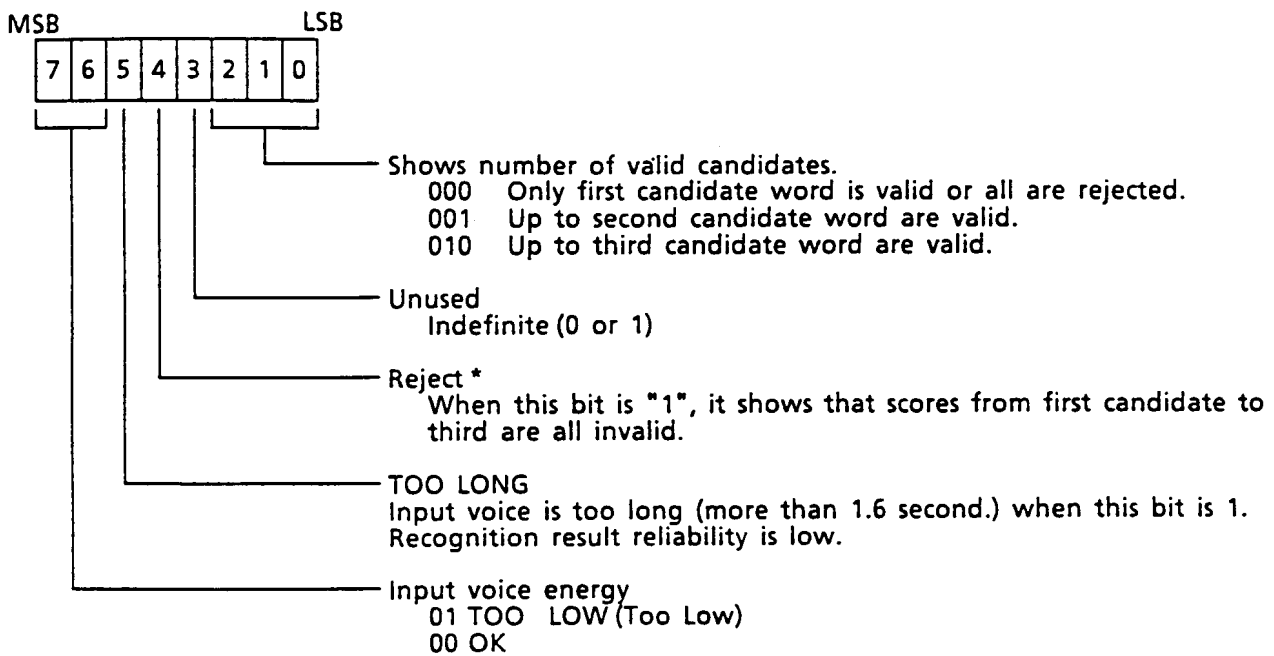 MSB LSB
7 6 5 4 3 2 1 0
Shows number of valid candidates.
000 Only first candidate word is valid or all are rejected.
001 Up to second candidate word are valid.
010 Up to third candidate word are valid.
Unused
Indefinite (0 or 1)
Reject *
When this bit is "1", it shows that scores from first candidate to
third are all invalid.
TOO LONG
Input voice is too long (more than 1.6 second.) when this bit is 1.
Recognition result reliability is low.
Input voice energy
01 TOO LOW (Too Low)
00 OK